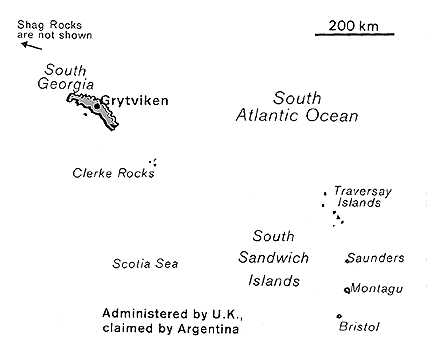 Shag Rocks
are not shown
200 km
South
Georgia
Grytviken
South
Atlantic Ocean
Clerke Rocks
Traversay
Islands
South
Sandwich
Islands
Scotia Sea
Saunders
Montagu
Bristol
Administered by U.K.,
claimed by Argentina